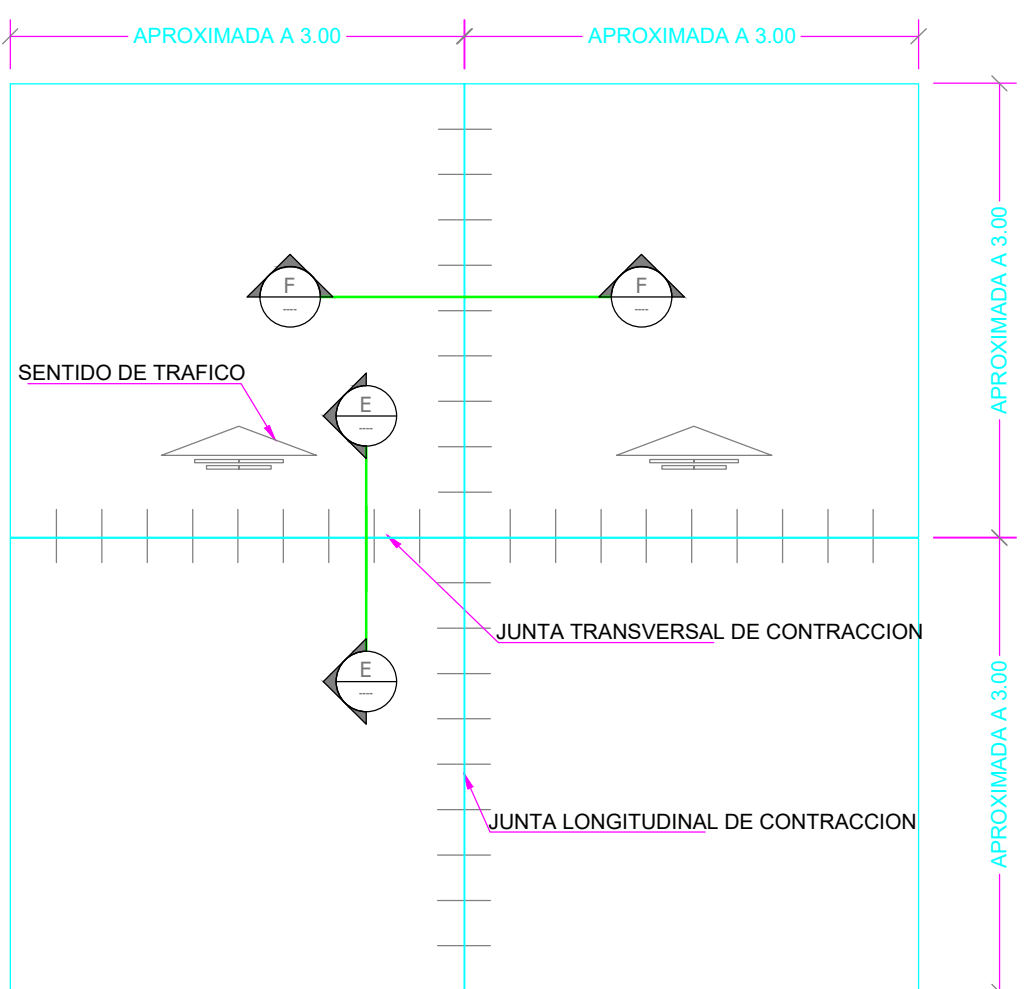 APROXIMADA A 3.00
APROXIMADA A 3.00
APROXIMADA A 3.00
F
----
F
----
SENTIDO DE TRAFICO
E
----
JUNTA TRANSVERSAL DE CONTRACCION
E
----
APROXIMADA A 3.00
JUNTA LONGITUDINAL DE CONTRACCION